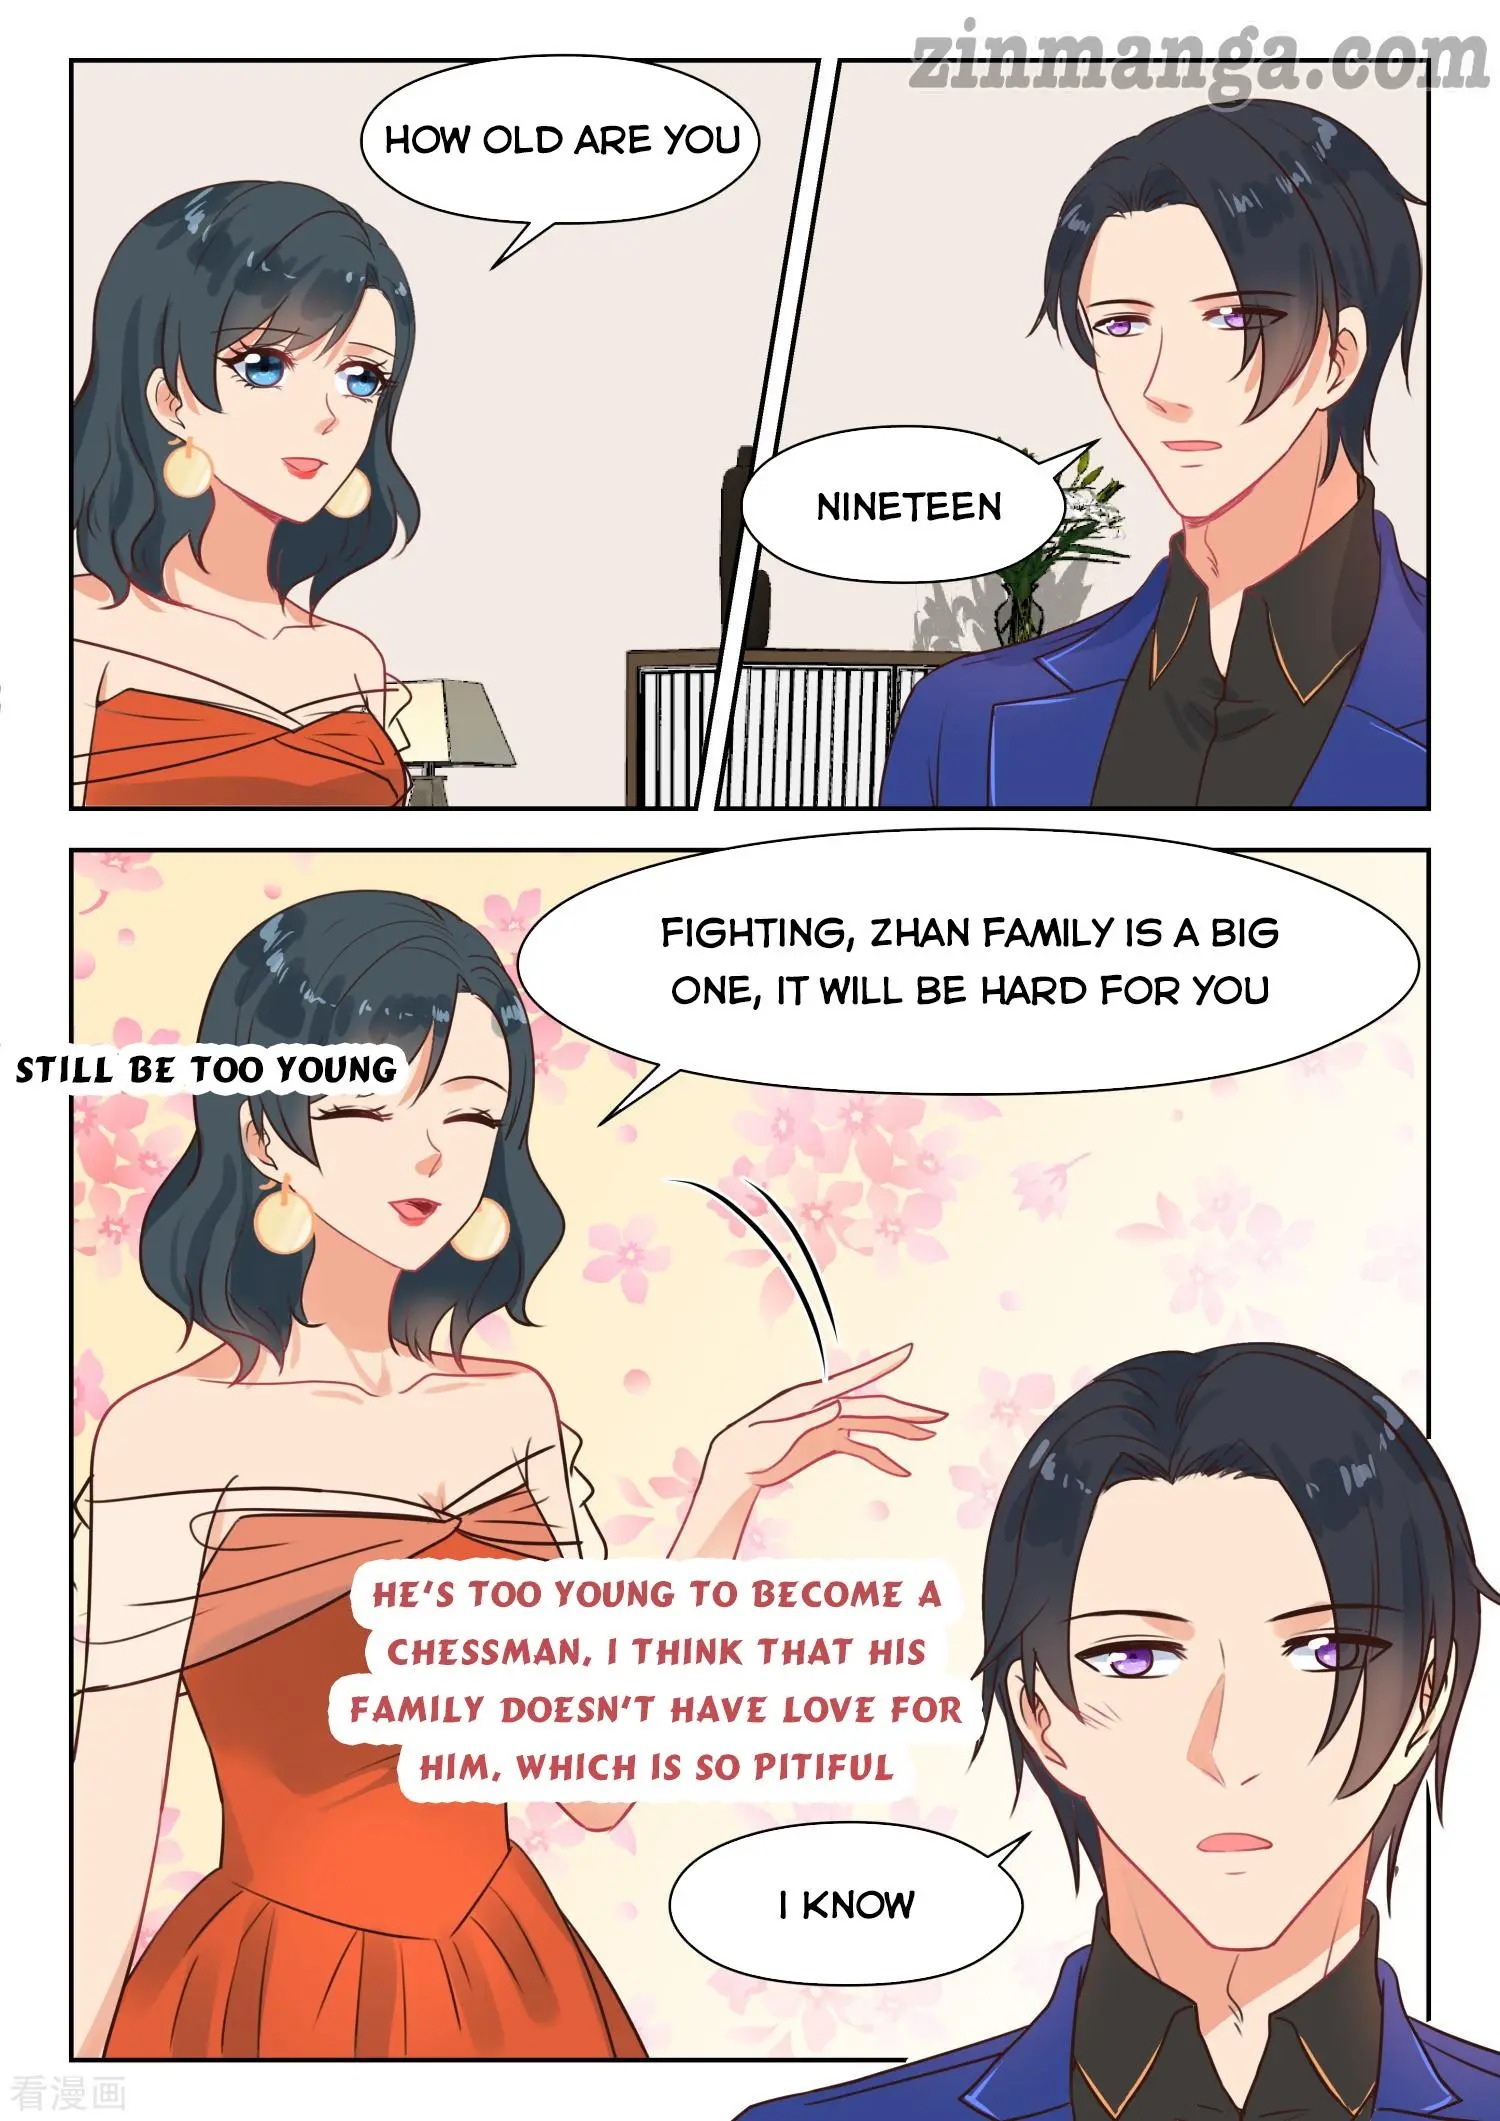 zinmanga.com
HOW OLD ARE YOU
NINETEEN
FIGHTING, ZHAN FAMILY IS A BIG
ONE, IT WILL BE HARD FOR YOU
STILL BE TOO YOUNG
HE'S TOO YOUNG TO BECOME A
CHESSMAN, I THINK THAT HIS
FAMILY DOESN'T HAVE LOVE FOR
HIM, WHICH IS SO PITIFUL
I KNOW
看漫画